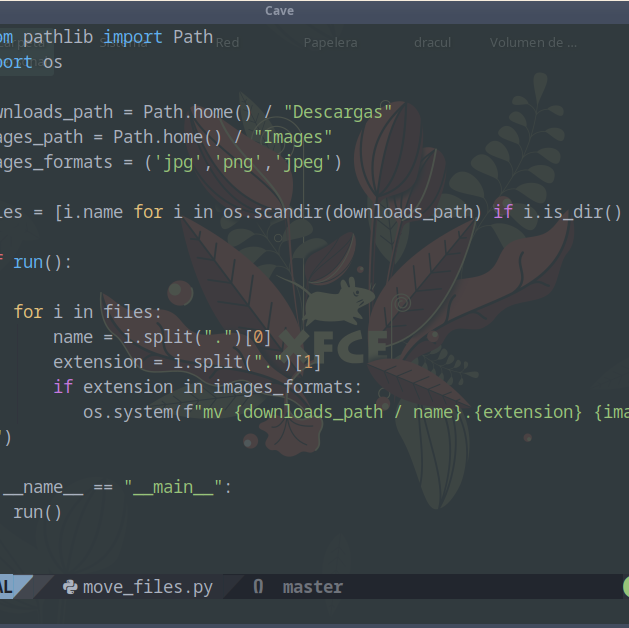 Cave
om pathlib import Path
port os
Sistema Red Papelera dracul Volumen de ...
wnloads_path = Path.home() / "Descargas"
ages_path = Path.home() / "Images"
ages_formats = ('jpg','png','jpeg')
les = [i.name for i in os.scandir(downloads_path) if i.is_dir()
f run():
for i in files:
name = i.split(".")[0]
extension = i.split(".")[1]
if extension in images_formats:
os.system(f"mv {downloads_path / name}.{extension} {ima
")
__name__ == "__main__":
run()
XFCE
AL move_files.py master